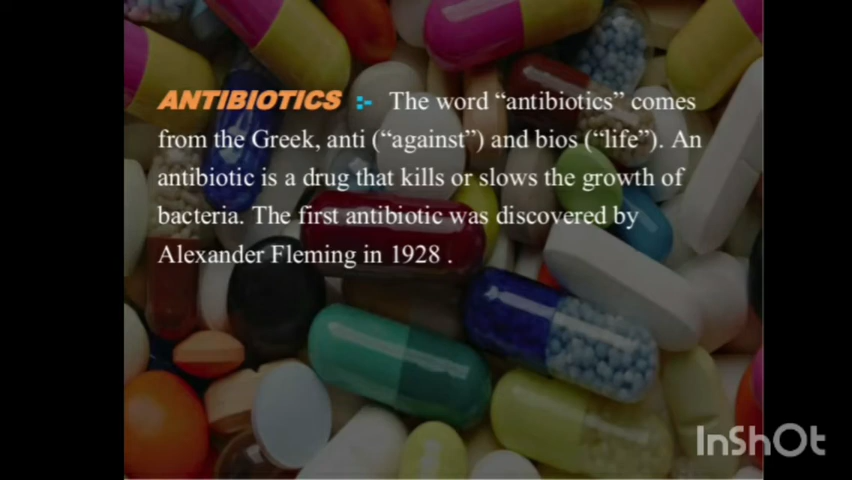 ANTIBIOTICS :- The word “antibiotics” comes
from the Greek, anti (“against”) and bios (“life”). An
antibiotic is a drug that kills or slows the growth of
bacteria. The first antibiotic was discovered by
Alexander Fleming in 1928 .
InShOt